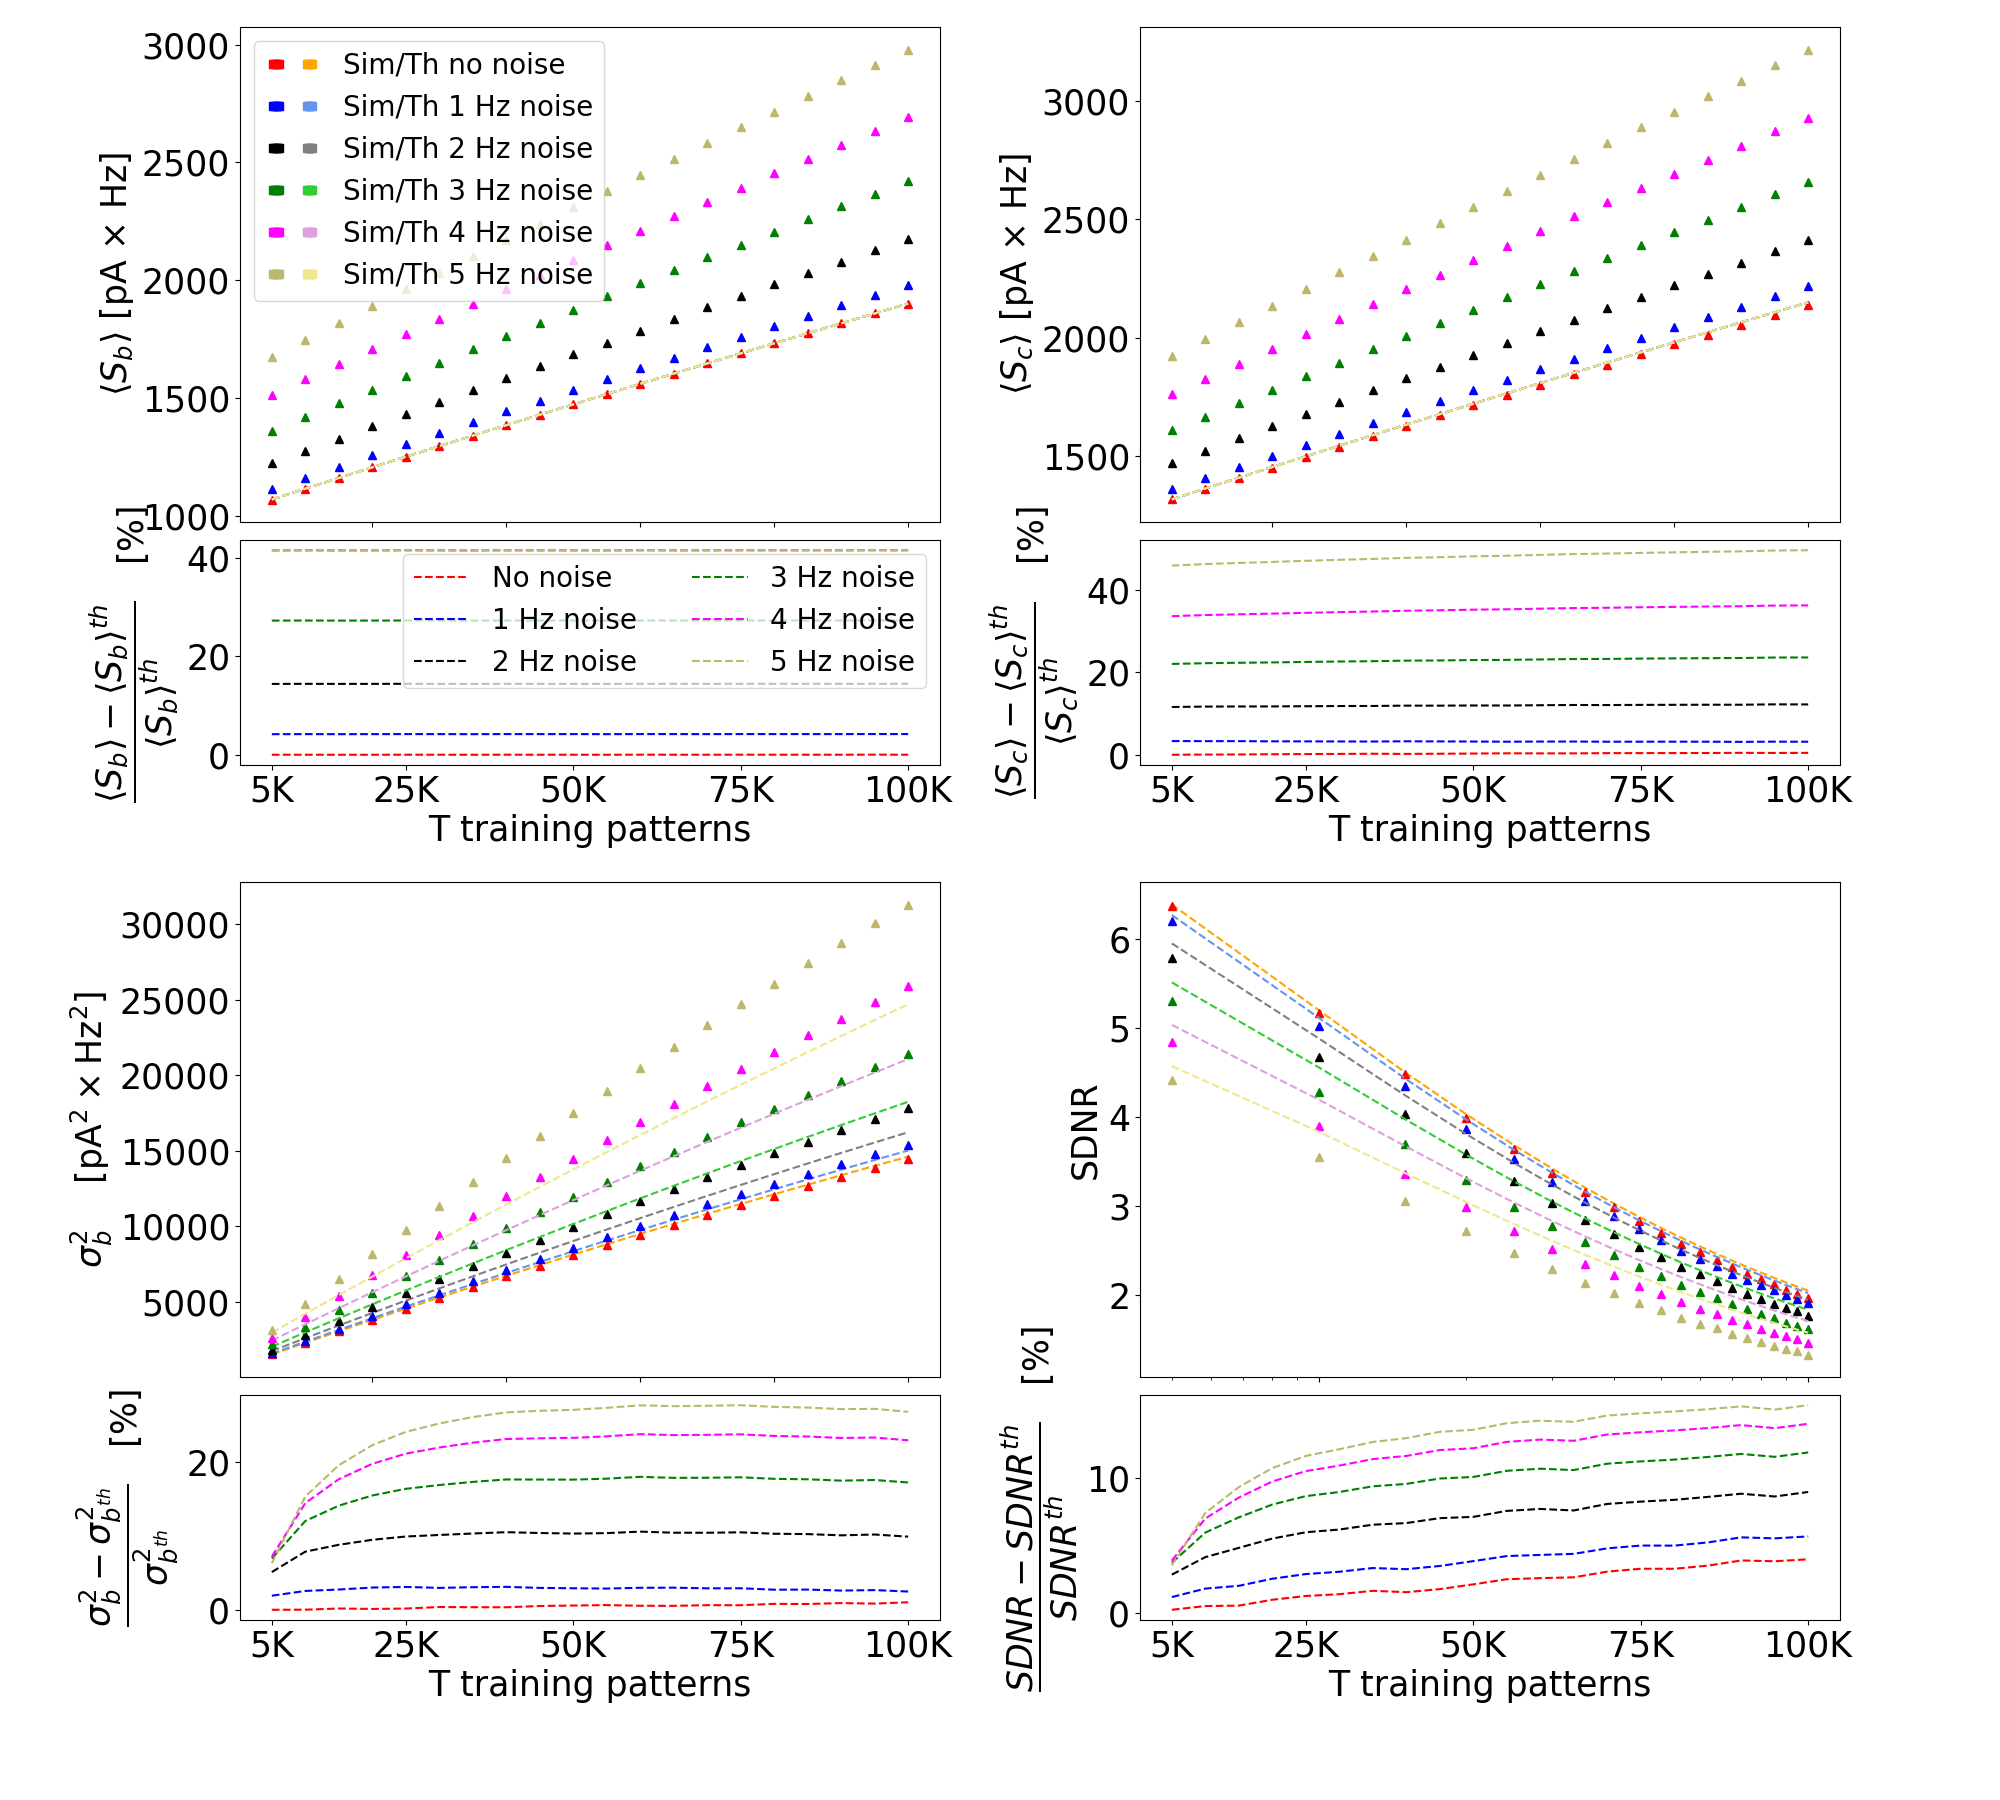 3000
2500
2000
1500
1000
⟨S_b⟩ [pA × Hz]
Sim/Th no noise
Sim/Th 1 Hz noise
Sim/Th 2 Hz noise
Sim/Th 3 Hz noise
Sim/Th 4 Hz noise
Sim/Th 5 Hz noise
3000
2500
2000
1500
⟨S_c⟩ [pA × Hz]
40
20
0
⟨S_b⟩ − ⟨S_b⟩^th
⟨S_b⟩^th
[%]
No noise
1 Hz noise
2 Hz noise
3 Hz noise
4 Hz noise
5 Hz noise
5K 25K 50K 75K 100K
T training patterns
40
20
0
⟨S_c⟩ − ⟨S_c⟩^th
⟨S_c⟩^th
[%]
5K 25K 50K 75K 100K
T training patterns
30000
25000
20000
15000
10000
5000
σ_b^2 [pA^2 × Hz^2]
6
5
4
3
2
SDNR
20
0
σ_b^2 − σ_b^th^2
σ_b^th^2
[%]
5K 25K 50K 75K 100K
T training patterns
10
0
SDNR − SDNR^th
SDNR^th
[%]
5K 25K 50K 75K 100K
T training patterns